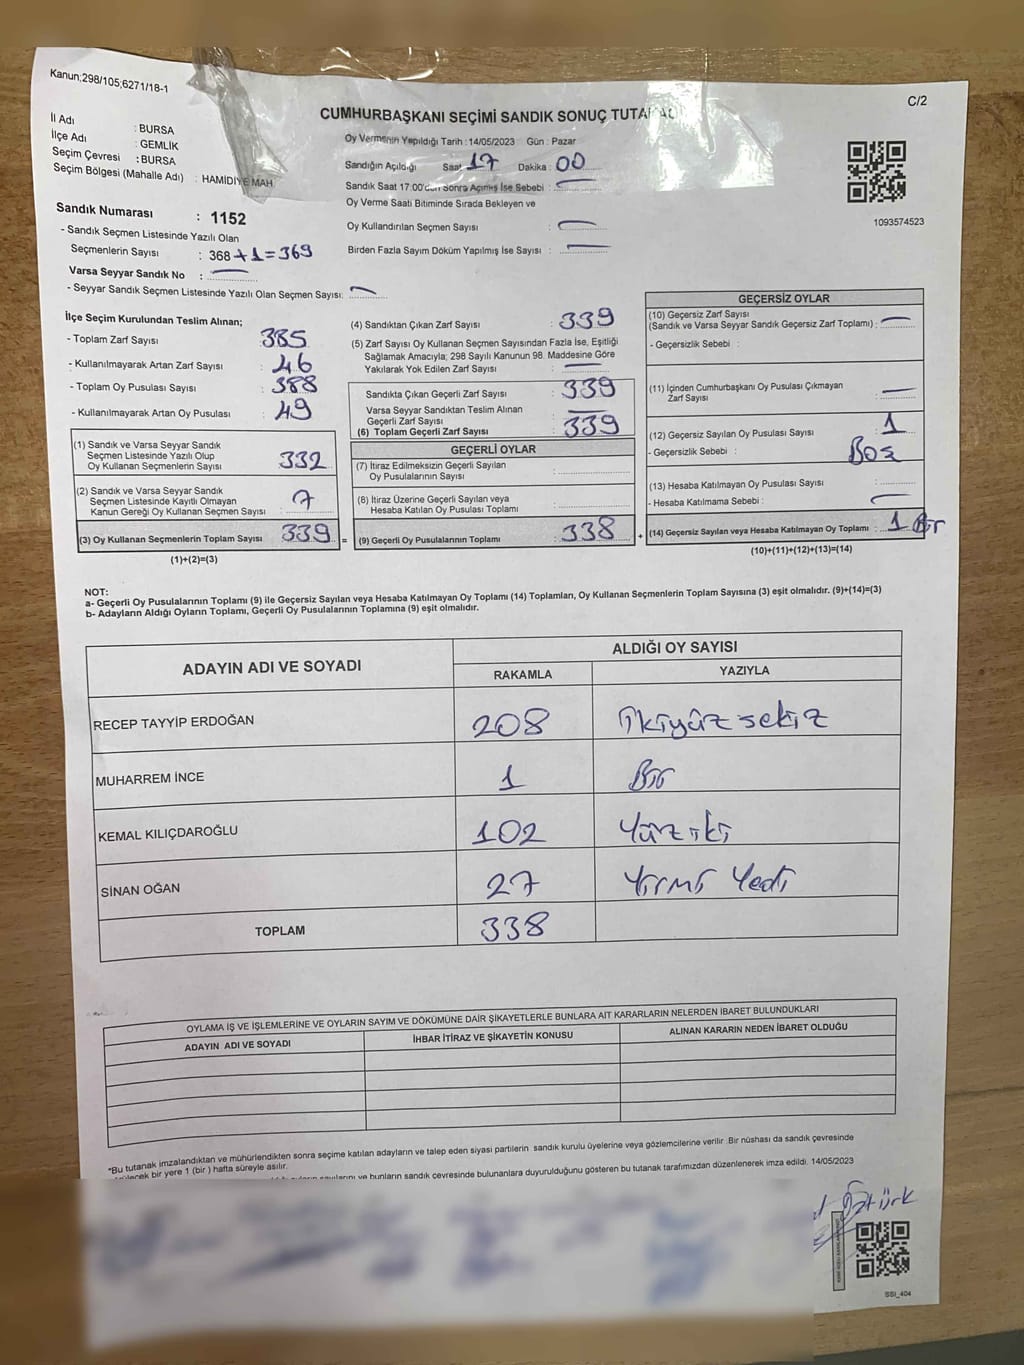 Kanun;298/105;6271/18-1
C/2
CUMHURBAŞKANI SEÇİMİ SANDIK SONUÇ
İl Adı : BURSA
İlçe Adı : GEMLİK
Seçim Çevresi : BURSA
Seçim Bölgesi (Mahalle Adı) : HAMİDİYE MAH
Oy Vermenin Yapıldığı Tarih : 14/05/2023 Gün : Pazar
Sandığın Açıldığı Saat 17 Dakika : 00
Sandık Saat 17.00'den Sonra Açılmış İse Sebebi :
Oy Verme Saati Bitiminde Sırada Bekleyen ve
Oy Kullandırılan Seçmen Sayısı :
Birden Fazla Sayım Döküm Yapılmış İse Sayısı :
1093574523
Sandık Numarası : 1152
- Sandık Seçmen Listesinde Yazılı Olan
Seçmenlerin Sayısı : 368 +1=369
Varsa Seyyar Sandık No :
- Seyyar Sandık Seçmen Listesinde Yazılı Olan Seçmen Sayısı:
İlçe Seçim Kurulundan Teslim Alınan;
- Toplam Zarf Sayısı : 385
- Kullanılmayarak Artan Zarf Sayısı : 46
- Toplam Oy Pusulası Sayısı : 388
- Kullanılmayarak Artan Oy Pusulası : 49
(1) Sandık ve Varsa Seyyar Sandık
Seçmen Listesinde Yazılı Olup
Oy Kullanan Seçmenlerin Sayısı : 332
(2) Sandık ve Varsa Seyyar Sandık
Seçmen Listesinde Kayıtlı Olmayan
Kanun Gereği Oy Kullanan Seçmen Sayısı : 7
(3) Oy Kullanan Seçmenlerin Toplam Sayısı : 339 =
(1)+(2)=(3)
(4) Sandıktan Çıkan Zarf Sayısı : 339
(5) Zarf Sayısı Oy Kullanan Seçmen Sayısından Fazla İse, Eşitliği
Sağlamak Amacıyla; 298 Sayılı Kanunun 98. Maddesine Göre
Yakılarak Yok Edilen Zarf Sayısı :
Sandıkta Çıkan Geçerli Zarf Sayısı : 339
Varsa Seyyar Sandıktan Teslim Alınan
Geçerli Zarf Sayısı :
(6) Toplam Geçerli Zarf Sayısı : 339
GEÇERLİ OYLAR
(7) İtiraz Edilmeksizin Geçerli Sayılan
Oy Pusulalarının Sayısı :
(8) İtiraz Üzerine Geçerli Sayılan veya
Hesaba Katılan Oy Pusulası Toplamı :
(9) Geçerli Oy Pusulalarının Toplamı : 338 +
GEÇERSİZ OYLAR
(10) Geçersiz Zarf Sayısı
(Sandık ve Varsa Seyyar Sandık Geçersiz Zarf Toplamı) :
- Geçersizlik Sebebi :
(11) İçinden Cumhurbaşkanı Oy Pusulası Çıkmayan
Zarf Sayısı :
(12) Geçersiz Sayılan Oy Pusulası Sayısı : 1
- Geçersizlik Sebebi : Boş
(13) Hesaba Katılmayan Oy Pusulası Sayısı :
- Hesaba Katılmama Sebebi :
(14) Geçersiz Sayılan veya Hesaba Katılmayan Oy Toplamı : 1 Bir
(10)+(11)+(12)+(13)=(14)
NOT:
a- Geçerli Oy Pusulalarının Toplamı (9) ile Geçersiz Sayılan veya Hesaba Katılmayan Oy Toplamı (14) Toplamları, Oy Kullanan Seçmenlerin Toplam Sayısına (3) eşit olmalıdır. (9)+(14)=(3)
b- Adayların Aldığı Oyların Toplamı, Geçerli Oy Pusulalarının Toplamına (9) eşit olmalıdır.
ADAYIN ADI VE SOYADI ALDIĞI OY SAYISI
RAKAMLA YAZIYLA
RECEP TAYYİP ERDOĞAN 208 ikiyüz sekiz
MUHARREM İNCE 1 Bir
KEMAL KILIÇDAROĞLU 102 Yüz iki
SİNAN OĞAN 27 Yirmi Yedi
TOPLAM 338
OYLAMA İŞ VE İŞLEMLERİNE VE OYLARIN SAYIM VE DÖKÜMÜNE DAİR ŞİKAYETLERLE BUNLARA AİT KARARLARIN NELERDEN İBARET BULUNDUKLARI
ADAYIN ADI VE SOYADI İHBAR İTİRAZ VE ŞİKAYETİN KONUSU ALINAN KARARIN NEDEN İBARET OLDUĞU
*Bu tutanak imzalandıktan ve mühürlendikten sonra seçime katılan adayların ve talep eden siyasi partilerin sandık kurulu üyelerine veya gözlemcilerine verilir. Bir nüshası da sandık çevresinde
bir yere 1 (bir) hafta süreyle asılır.
ve bunların sandık çevresinde bulunanlara duyurulduğunu gösteren bu tutanak tarafımızdan düzenlenerek imza edildi. 14/05/2023
Öztürk
SSI_404